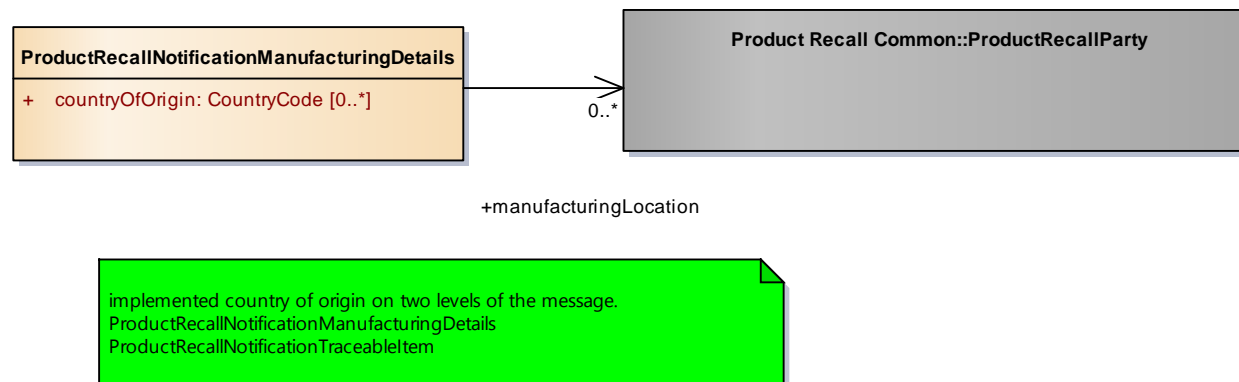 ProductRecallNotificationManufacturingDetails
+ countryOfOrigin: CountryCode [0..*]
Product Recall Common::ProductRecallParty
0..*
+manufacturingLocation
implemented country of origin on two levels of the message.
ProductRecallNotificationManufacturingDetails
ProductRecallNotificationTraceableItem